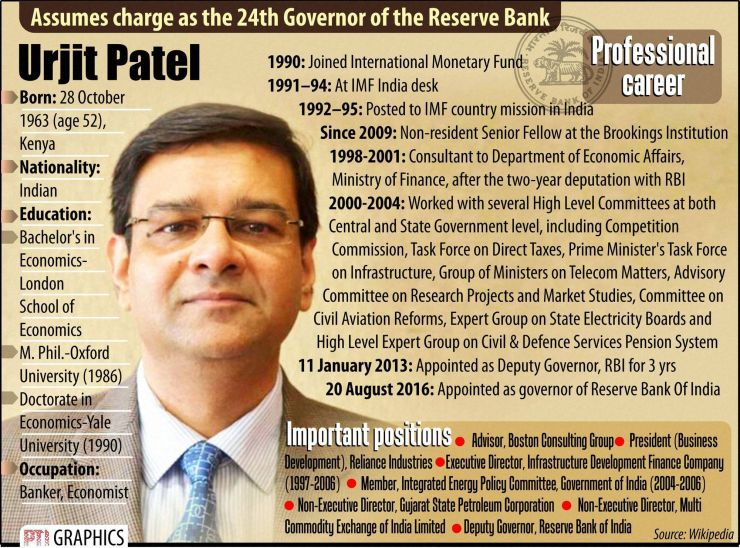 Assumes charge as the 24th Governor of the Reserve Bank
Urjit Patel
Born: 28 October
1963 (age 52),
Kenya
Nationality:
Indian
Education:
Bachelor's in
Economics-
London
School of
Economics
M. Phil.-Oxford
University (1986)
Doctorate in
Economics-Yale
University (1990)
Occupation:
Banker, Economist
PTI GRAPHICS
Professional
career
RESERVE BANK OF INDIA
1990: Joined International Monetary Fund
1991–94: At IMF India desk
1992–95: Posted to IMF country mission in India
Since 2009: Non-resident Senior Fellow at the Brookings Institution
1998-2001: Consultant to Department of Economic Affairs,
Ministry of Finance, after the two-year deputation with RBI
2000-2004: Worked with several High Level Committees at both
Central and State Government level, including Competition
Commission, Task Force on Direct Taxes, Prime Minister's Task Force
on Infrastructure, Group of Ministers on Telecom Matters, Advisory
Committee on Research Projects and Market Studies, Committee on
Civil Aviation Reforms, Expert Group on State Electricity Boards and
High Level Expert Group on Civil & Defence Services Pension System
11 January 2013: Appointed as Deputy Governor, RBI for 3 yrs
20 August 2016: Appointed as governor of Reserve Bank Of India
Important positions ● Advisor, Boston Consulting Group ● President (Business
Development), Reliance Industries ● Executive Director, Infrastructure Development Finance Company
(1997-2006) ● Member, Integrated Energy Policy Committee, Government of India (2004-2006)
● Non-Executive Director, Gujarat State Petroleum Corporation ● Non-Executive Director, Multi
Commodity Exchange of India Limited ● Deputy Governor, Reserve Bank of India
Source: Wikipedia